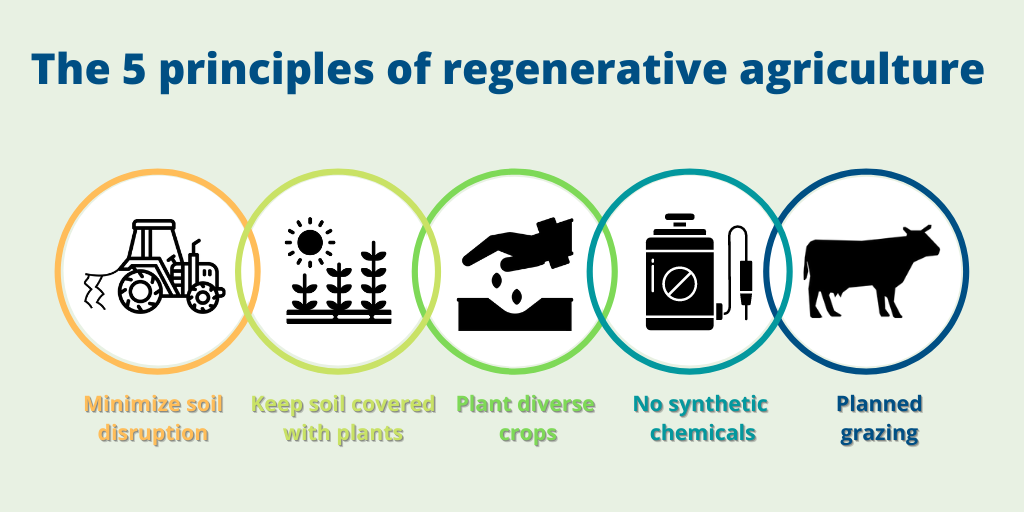 The 5 principles of regenerative agriculture
Minimize soil
disruption
Keep soil covered
with plants
Plant diverse
crops
No synthetic
chemicals
Planned
grazing